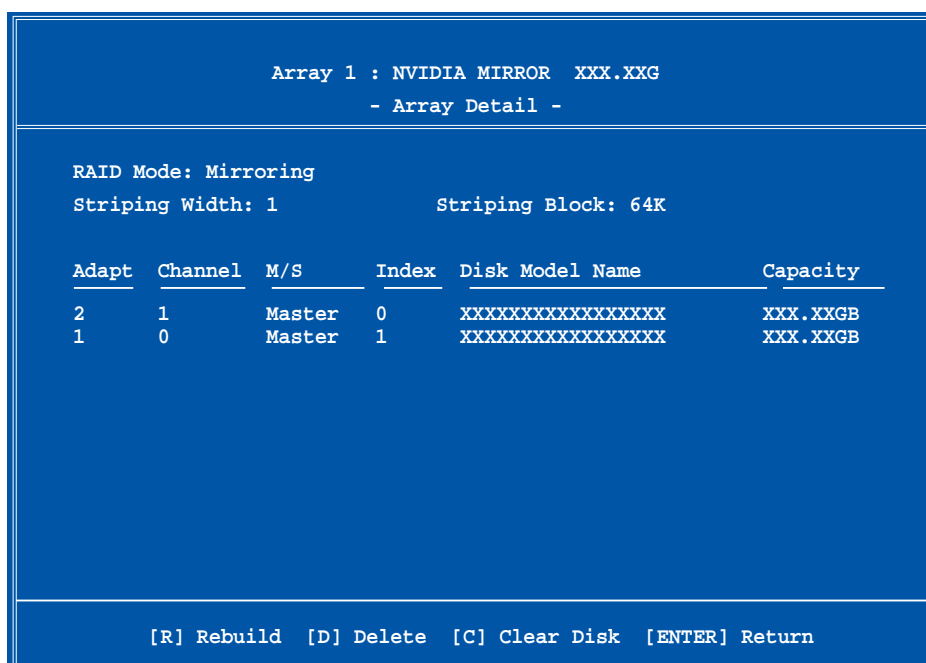 Array 1 : NVIDIA MIRROR XXX.XXG
- Array Detail -
RAID Mode: Mirroring
Striping Width: 1 Striping Block: 64K
Adapt Channel M/S Index Disk Model Name Capacity
2 1 Master 0 XXXXXXXXXXXXXXXXX XXX.XXGB
1 0 Master 1 XXXXXXXXXXXXXXXXX XXX.XXGB
[R] Rebuild [D] Delete [C] Clear Disk [ENTER] Return